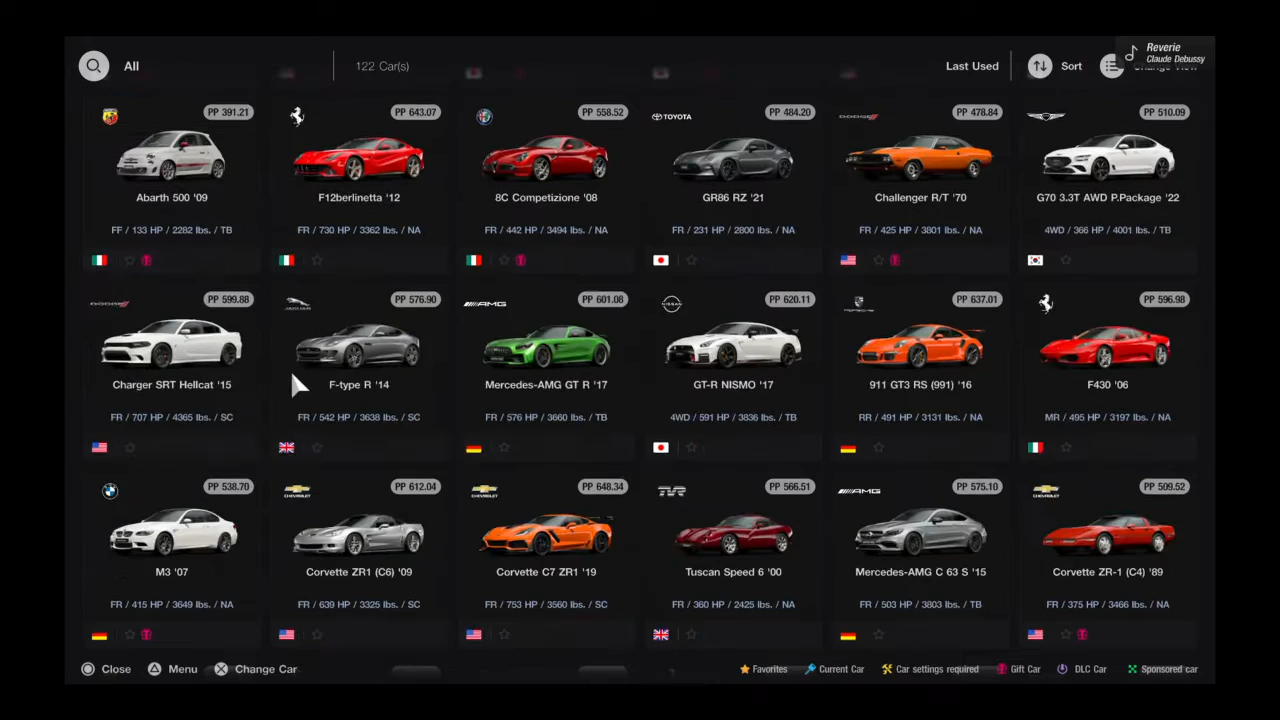 All
122 Car(s)
Last Used
Sort
Reverie
Claude Debussy
PP 391.21
Abarth 500 '09
FF / 133 HP / 2282 lbs. / TB
PP 643.07
F12berlinetta '12
FR / 730 HP / 3362 lbs. / NA
PP 558.52
8C Competizione '08
FR / 442 HP / 3494 lbs. / NA
TOYOTA
PP 484.20
GR86 RZ '21
FR / 231 HP / 2800 lbs. / NA
DODGE
PP 478.84
Challenger R/T '70
FR / 425 HP / 3801 lbs. / NA
PP 510.09
G70 3.3T AWD P.Package '22
4WD / 366 HP / 4001 lbs. / TB
DODGE
PP 599.88
Charger SRT Hellcat '15
FR / 707 HP / 4365 lbs. / SC
JAGUAR
PP 576.90
F-type R '14
FR / 542 HP / 3638 lbs. / SC
AMG
PP 601.08
Mercedes-AMG GT R '17
FR / 576 HP / 3660 lbs. / TB
NISSAN
PP 620.11
GT-R NISMO '17
4WD / 591 HP / 3836 lbs. / TB
PORSCHE
PP 637.01
911 GT3 RS (991) '16
RR / 491 HP / 3131 lbs. / NA
PP 596.98
F430 '06
MR / 495 HP / 3197 lbs. / NA
PP 538.70
M3 '07
FR / 415 HP / 3649 lbs. / NA
CHEVROLET
PP 612.04
Corvette ZR1 (C6) '09
FR / 639 HP / 3325 lbs. / SC
CHEVROLET
PP 648.34
Corvette C7 ZR1 '19
FR / 753 HP / 3560 lbs. / SC
TVR
PP 566.51
Tuscan Speed 6 '00
FR / 360 HP / 2425 lbs. / NA
AMG
PP 575.10
Mercedes-AMG C 63 S '15
FR / 503 HP / 3803 lbs. / TB
CHEVROLET
PP 509.52
Corvette ZR-1 (C4) '89
FR / 375 HP / 3466 lbs. / NA
Close
Menu
Change Car
Favorites
Current Car
Car settings required
Gift Car
DLC Car
Sponsored car